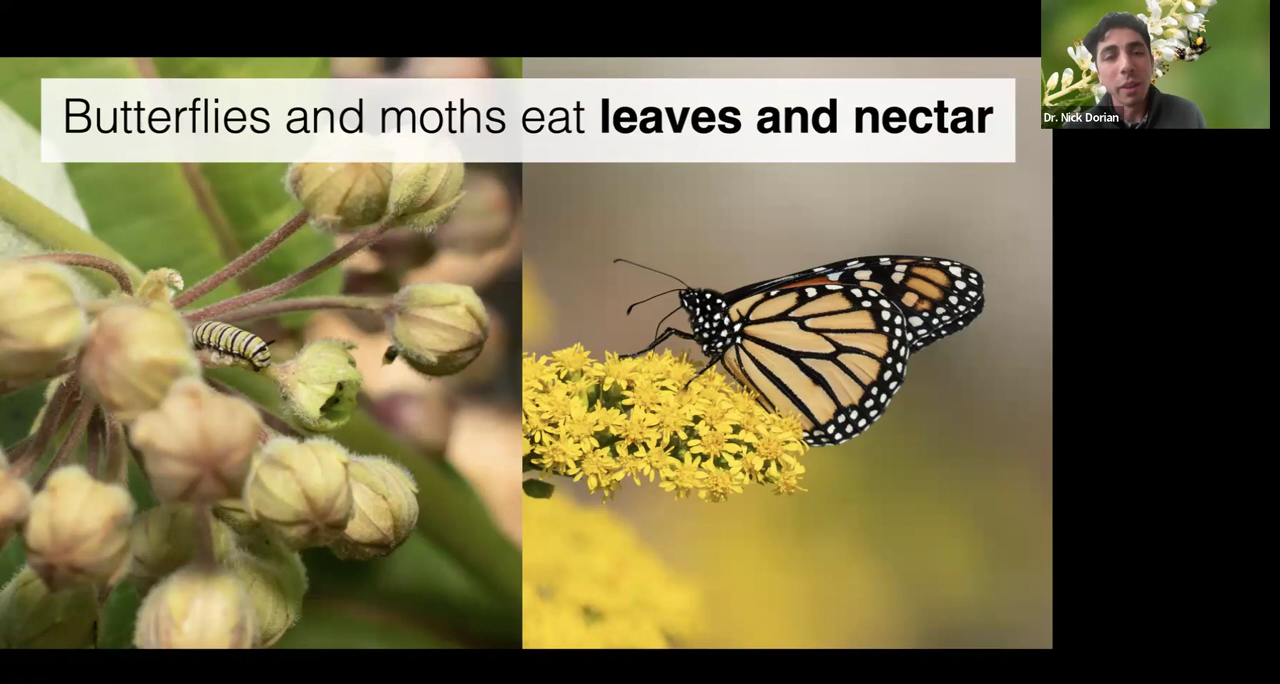 Butterflies and moths eat leaves and nectar
Dr. Nick Dorian